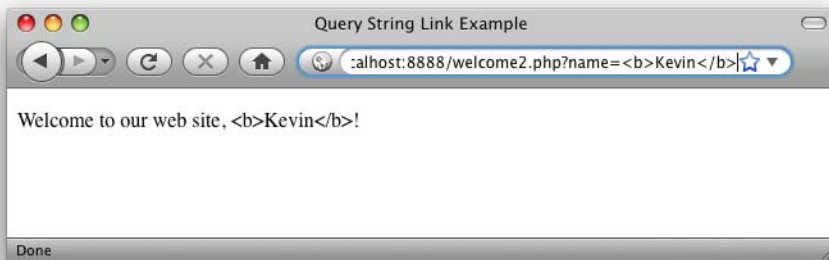 Query String Link Example
:alhost:8888/welcome2.php?name=<b>Kevin</b>
Welcome to our web site, <b>Kevin</b>!
Done